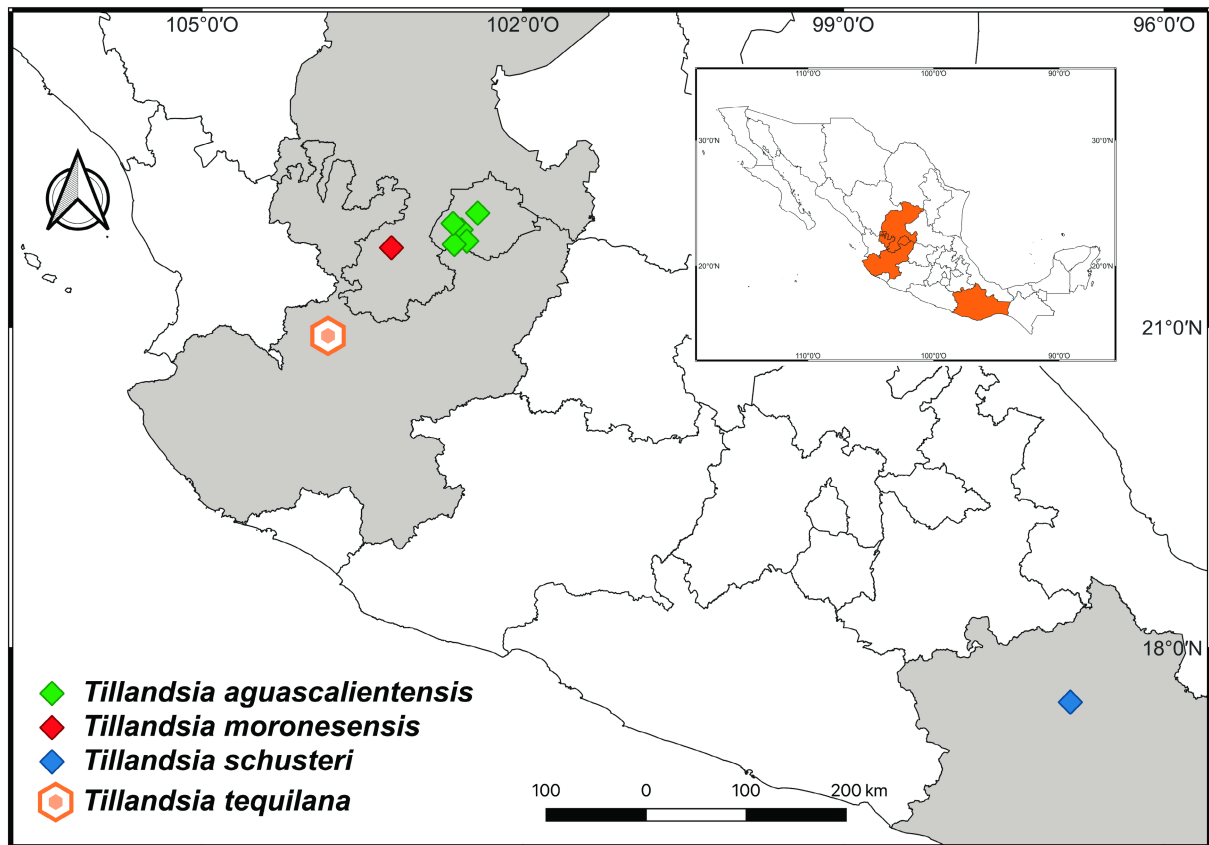 105°0′O 102°0′O 99°0′O 96°0′O
110°0′O 100°0′O 90°0′O
30°0′N 30°0′N
20°0′N 20°0′N
110°0′O 100°0′O 90°0′O
21°0′N
18°0′N
Tillandsia aguascalientensis
Tillandsia moronesensis
Tillandsia schusteri
Tillandsia tequilana
100 0 100 200 km